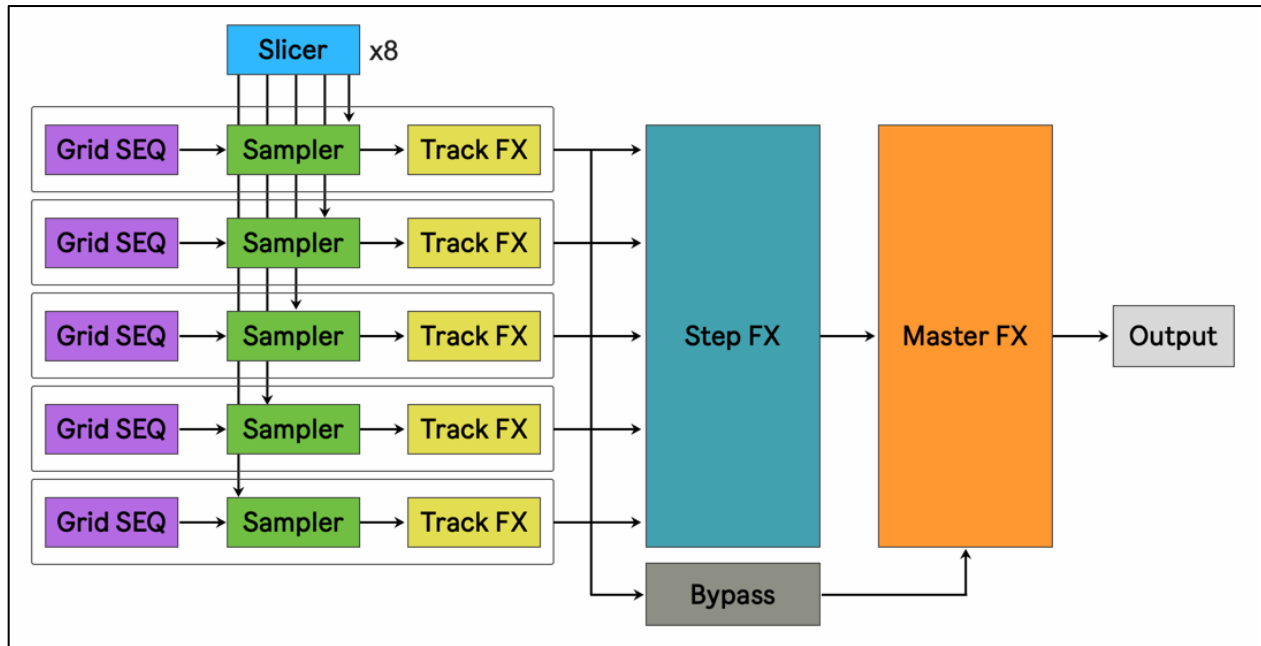 Slicer x8
Grid SEQ Sampler Track FX
Grid SEQ Sampler Track FX
Grid SEQ Sampler Track FX Step FX Master FX Output
Grid SEQ Sampler Track FX
Grid SEQ Sampler Track FX
Bypass